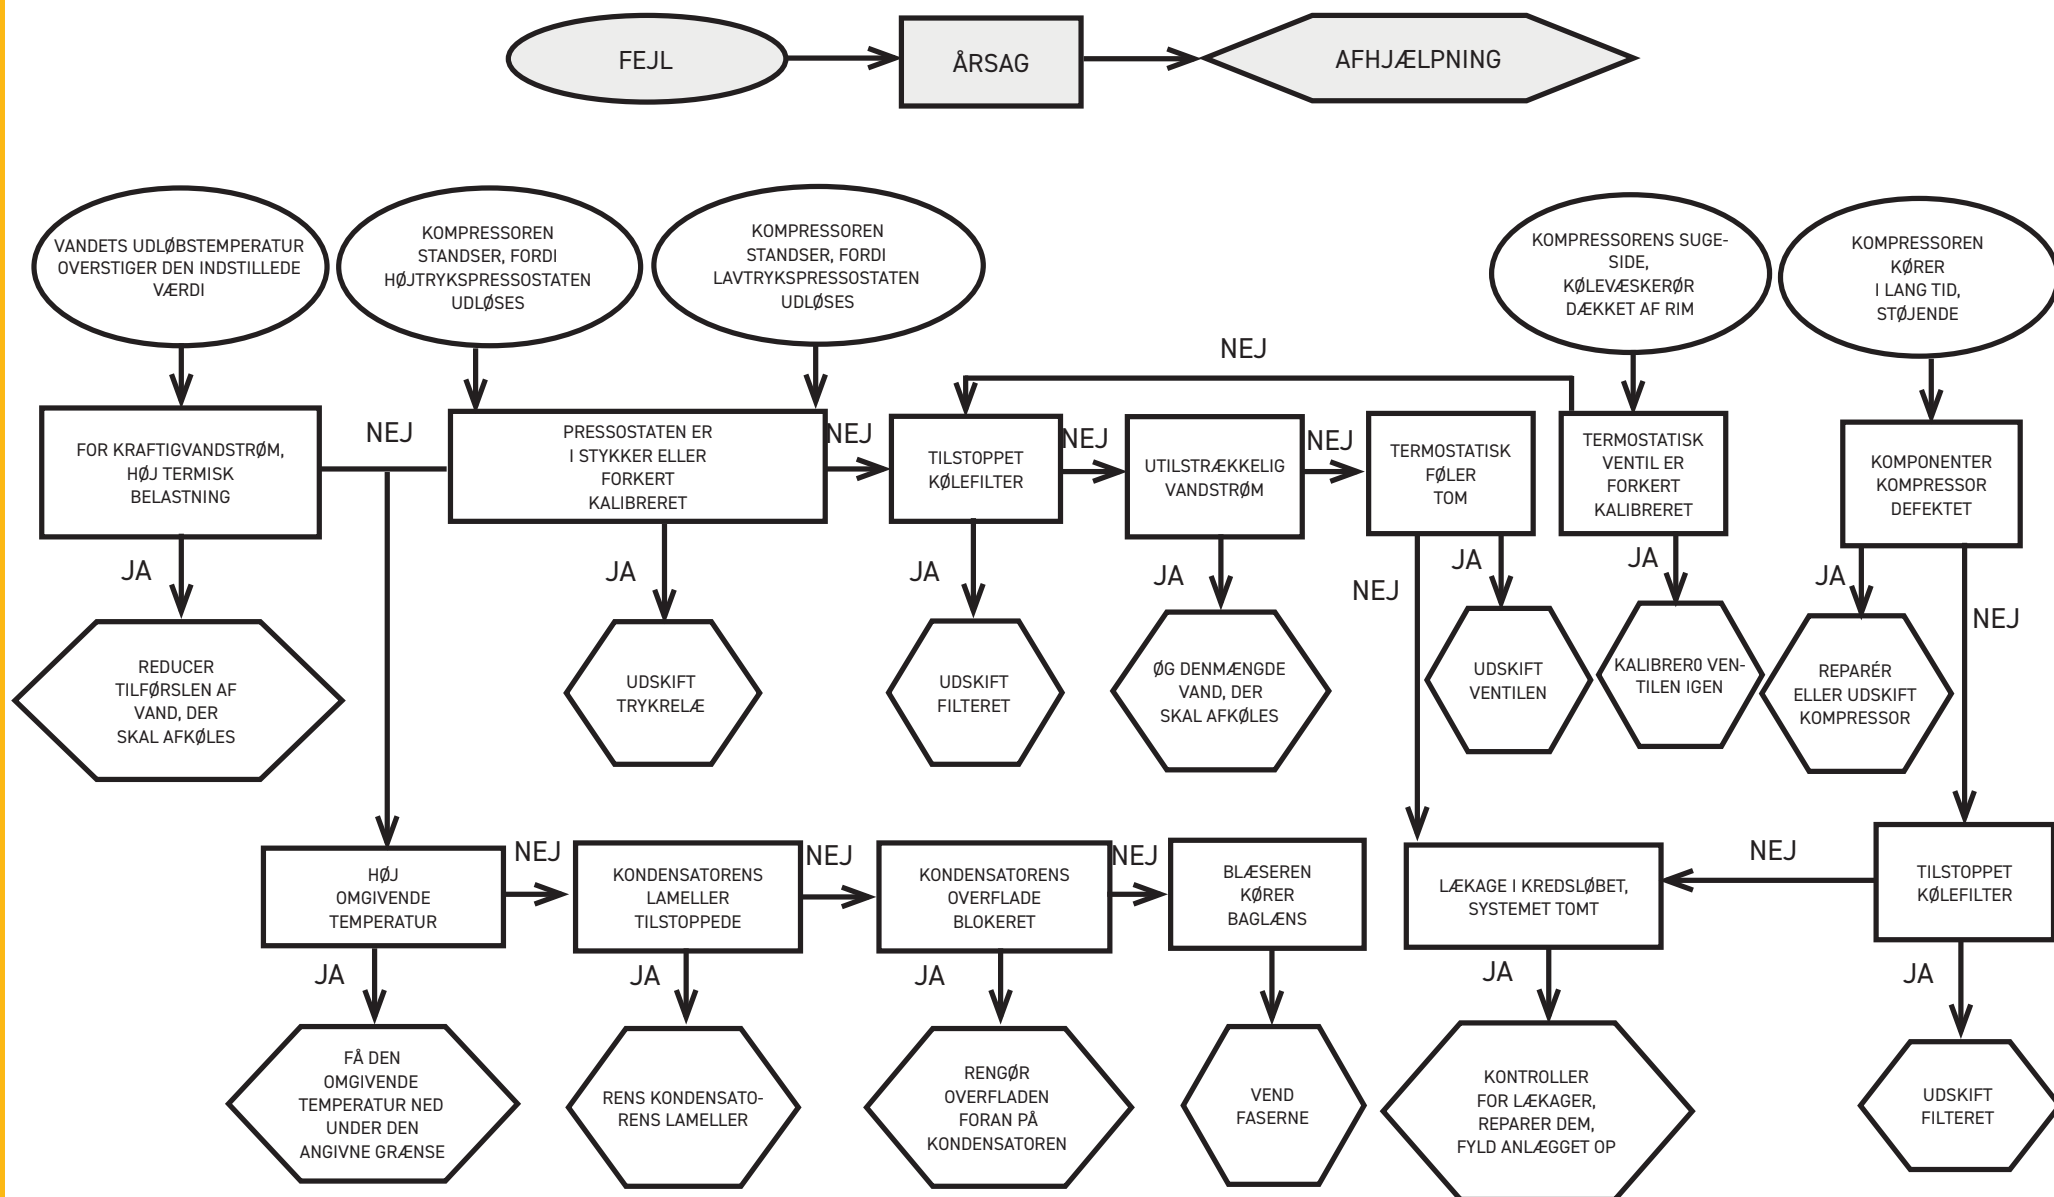 FEJL
ÅRSAG
AFHJÆLPNING
VANDETS UDLØBSTEMPERATUR
OVERSTIGER DEN INDSTILLEDE
VÆRDI
KOMPRESSOREN
STANDSER, FORDI
HØJTRYKSPRESSOSTATEN
UDLØSES
KOMPRESSOREN
STANDSER, FORDI
LAVTRYKSPRESSOSTATEN
UDLØSES
KOMPRESSORENS SUGE-
SIDE,
KØLEVÆSKERØR
DÆKKET AF RIM
KOMPRESSOREN
KØRER
I LANG TID,
STØJENDE
NEJ
FOR KRAFTIGVANDSTRØM,
HØJ TERMISK
BELASTNING
NEJ
PRESSOSTATEN ER
I STYKKER ELLER
FORKERT
KALIBRERET
NEJ
TILSTOPPET
KØLEFILTER
NEJ
UTILSTRÆKKELIG
VANDSTRØM
NEJ
TERMOSTATISK
FØLER
TOM
TERMOSTATISK
VENTIL ER
FORKERT
KALIBRERET
KOMPONENTER
KOMPRESSOR
DEFEKTET
JA
JA
JA
JA
NEJ
JA
JA
JA
NEJ
REDUCER
TILFØRSLEN AF
VAND, DER
SKAL AFKØLES
UDSKIFT
TRYKRELÆ
UDSKIFT
FILTERET
ØG DENMÆNGDE
VAND, DER
SKAL AFKØLES
UDSKIFT
VENTILEN
KALIBRER0 VEN-
TILEN IGEN
REPARÉR
ELLER UDSKIFT
KOMPRESSOR
HØJ
OMGIVENDE
TEMPERATUR
NEJ
KONDENSATORENS
LAMELLER
TILSTOPPEDE
NEJ
KONDENSATORENS
OVERFLADE
BLOKERET
NEJ
BLÆSEREN
KØRER
BAGLÆNS
LÆKAGE I KREDSLØBET,
SYSTEMET TOMT
NEJ
TILSTOPPET
KØLEFILTER
JA
JA
JA
JA
JA
FÅ DEN
OMGIVENDE
TEMPERATUR NED
UNDER DEN
ANGIVNE GRÆNSE
RENS KONDENSATO-
RENS LAMELLER
RENGØR
OVERFLADEN
FORAN PÅ
KONDENSATOREN
VEND
FASERNE
KONTROLLER
FOR LÆKAGER,
REPARER DEM,
FYLD ANLÆGGET OP
UDSKIFT
FILTERET